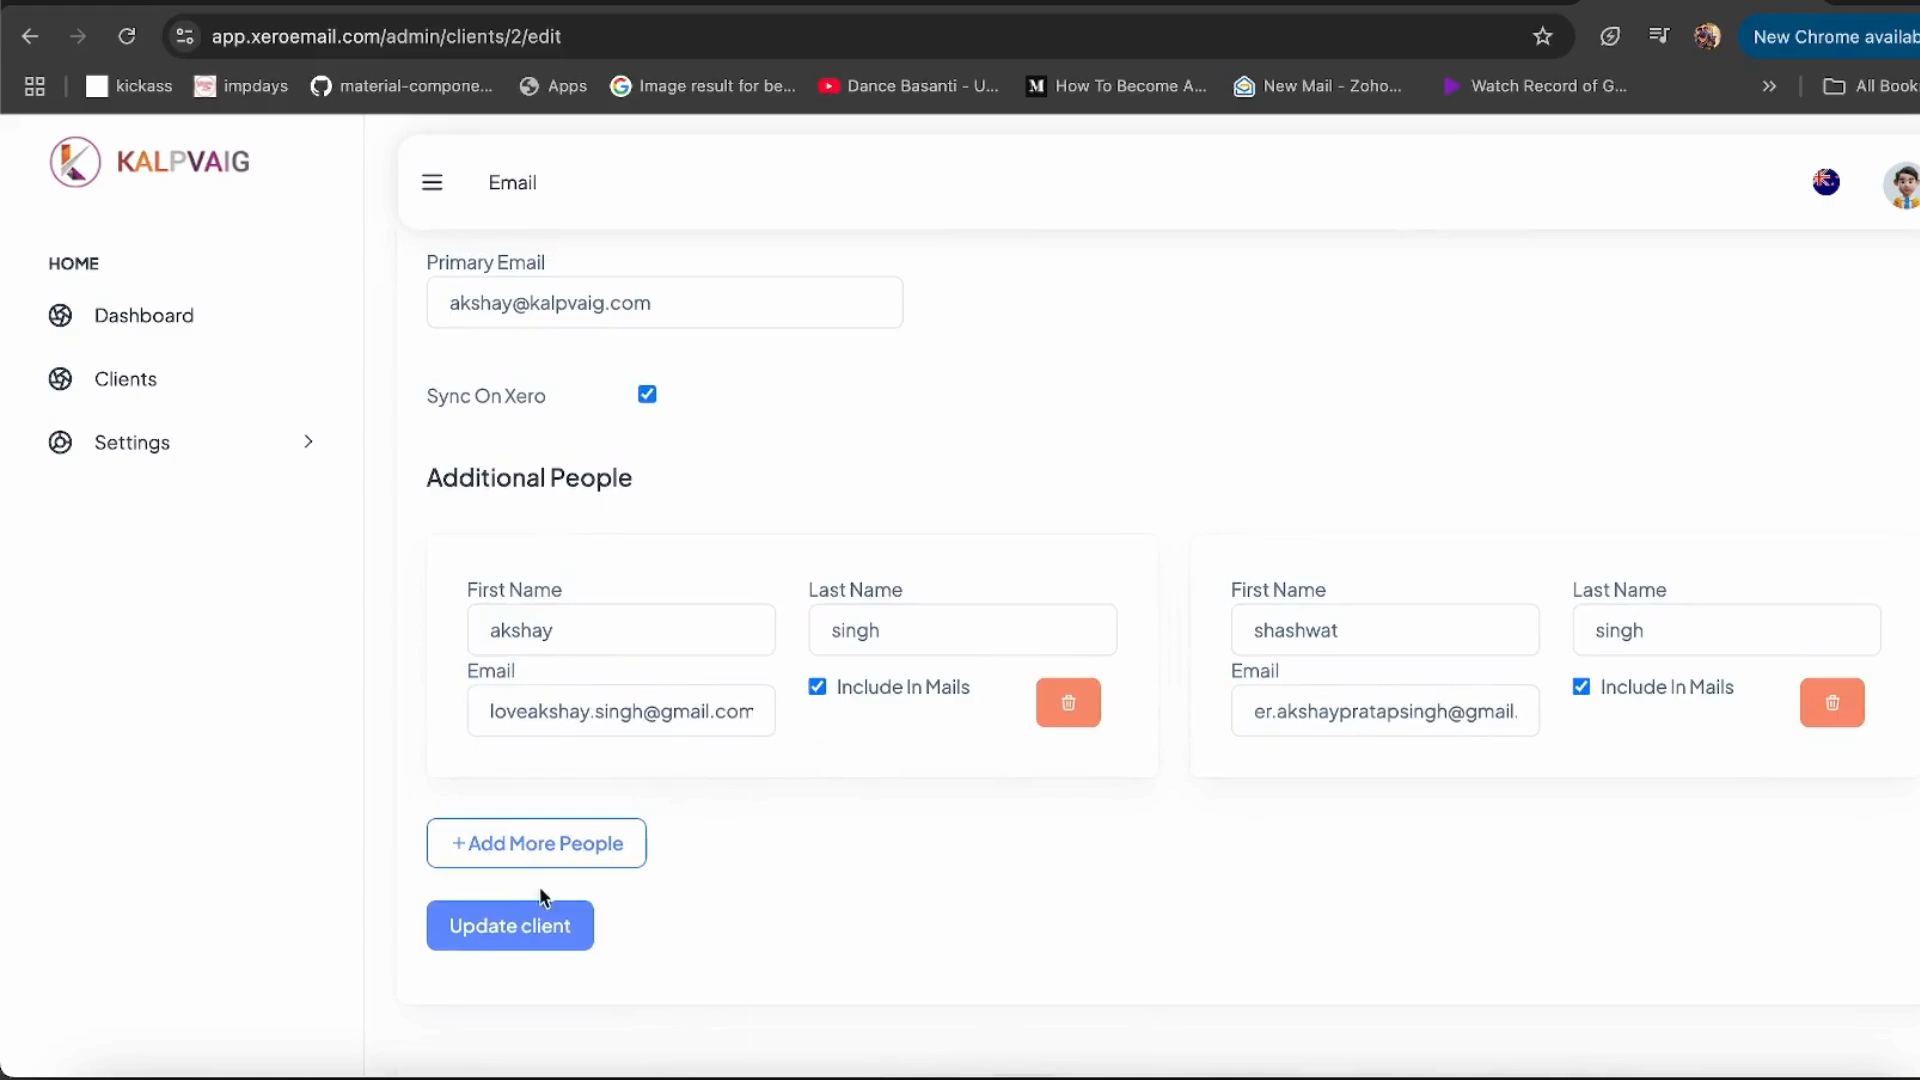 app.xeroemail.com/admin/clients/2/edit
New Chrome availab
kickass
impdays
material-compone...
Apps
Image result for be...
Dance Basanti - U...
How To Become A...
New Mail - Zoho...
Watch Record of G...
All Book
KALPVAIG
Email
HOME
Dashboard
Clients
Settings
Primary Email
akshay@kalpvaig.com
Sync On Xero
Additional People
First Name
Last Name
akshay
singh
Email
Include In Mails
loveakshay.singh@gmail.com
First Name
Last Name
shashwat
singh
Email
Include In Mails
er.akshaypratapsingh@gmail.
+ Add More People
Update client